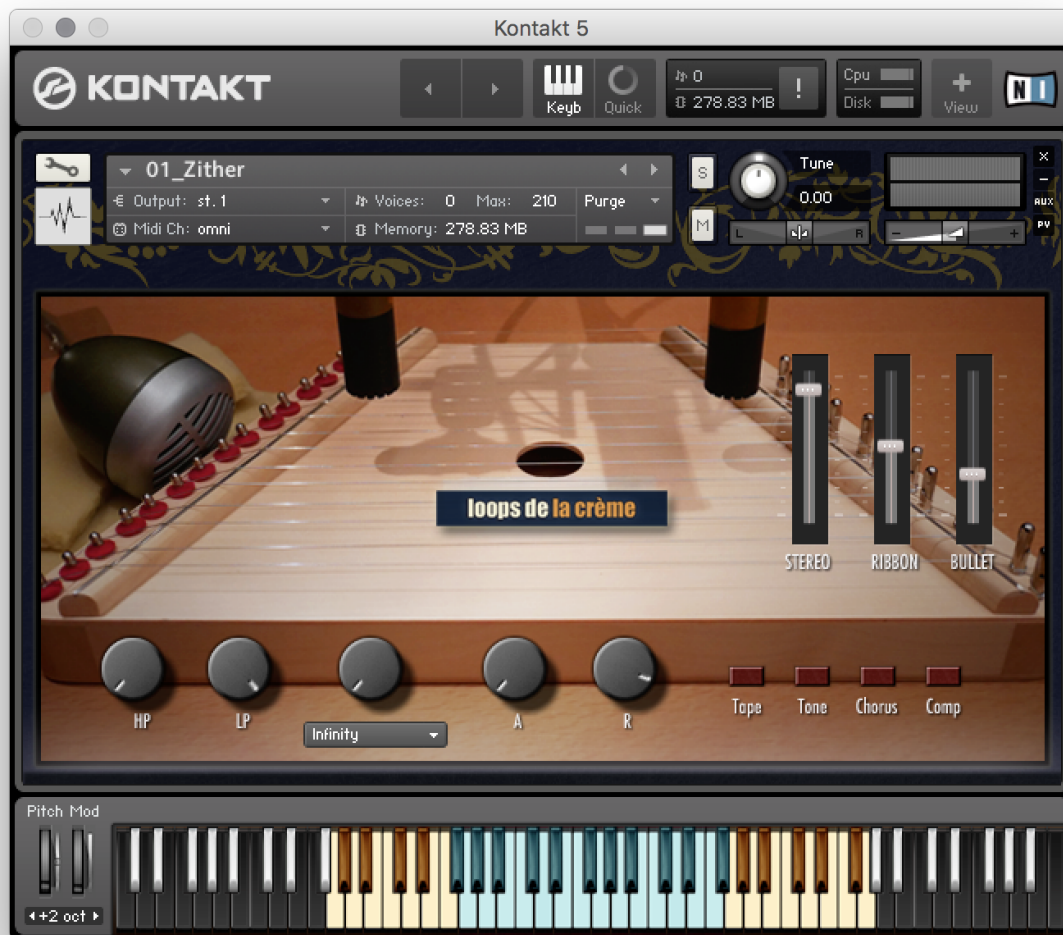 Kontakt 5
KONTAKT
Keyb
Quick
0
278.83 MB
!
Cpu
Disk
View
N I
01_Zither
S
Tune
0.00
X
AUX
PV
Output: st. 1
Voices: 0 Max: 210
Purge
Midi Ch: omni
Memory: 278.83 MB
M
L
R
- +
loops de la crème
STEREO
RIBBON
BULLET
HP
LP
A
R
Tape
Tone
Chorus
Comp
Infinity
Pitch Mod
+2 oct